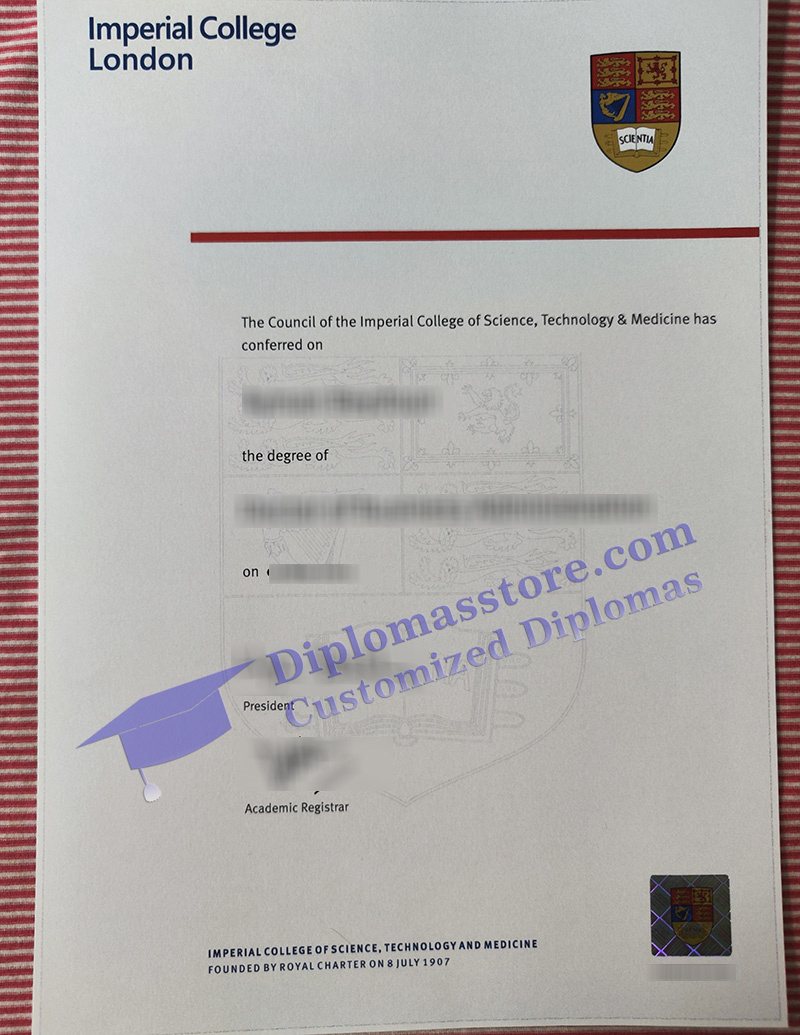 Imperial College
London
SCIENTIA
The Council of the Imperial College of Science, Technology & Medicine has
conferred on
the degree of
on
Diplomasstore.com
Customized Diplomas
President
Academic Registrar
IMPERIAL COLLEGE OF SCIENCE, TECHNOLOGY AND MEDICINE
FOUNDED BY ROYAL CHARTER ON 8 JULY 1907